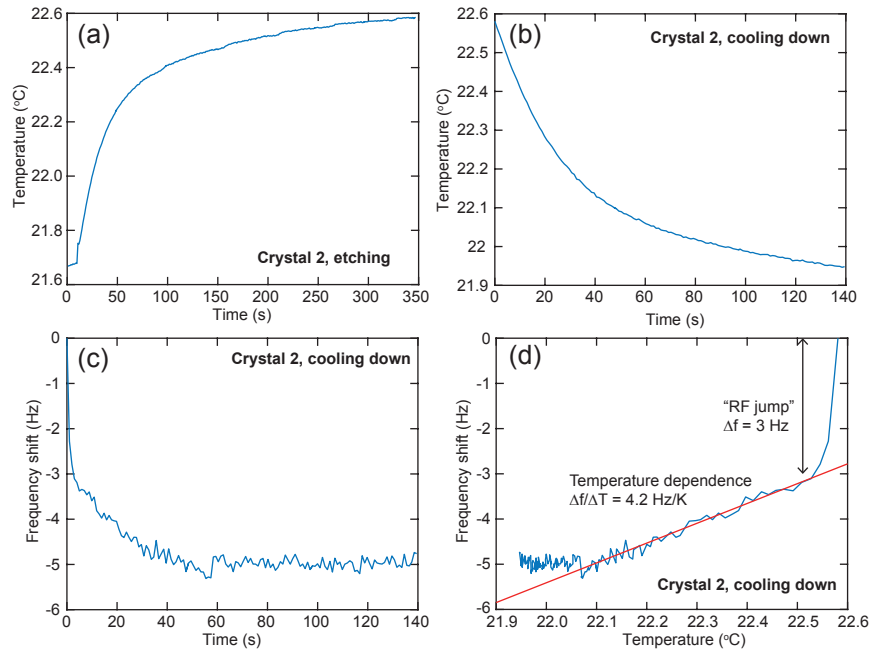 (a)
Crystal 2, etching
Temperature (°C)
22.6
22.4
22.2
22.0
21.8
21.6
0 50 100 150 200 250 300 350
Time (s)
(b)
Crystal 2, cooling down
Temperature (°C)
22.6
22.5
22.4
22.3
22.2
22.1
22
21.9
0 20 40 60 80 100 120 140
Time (s)
(c)
Crystal 2, cooling down
Frequency shift (Hz)
0
-1
-2
-3
-4
-5
-6
0 20 40 60 80 100 120 140
Time (s)
(d)
“RF jump”
Δf = 3 Hz
Temperature dependence
Δf/ΔT = 4.2 Hz/K
Crystal 2, cooling down
Frequency shift (Hz)
0
-1
-2
-3
-4
-5
-6
21.9 22.0 22.1 22.2 22.3 22.4 22.5 22.6
Temperature (°C)